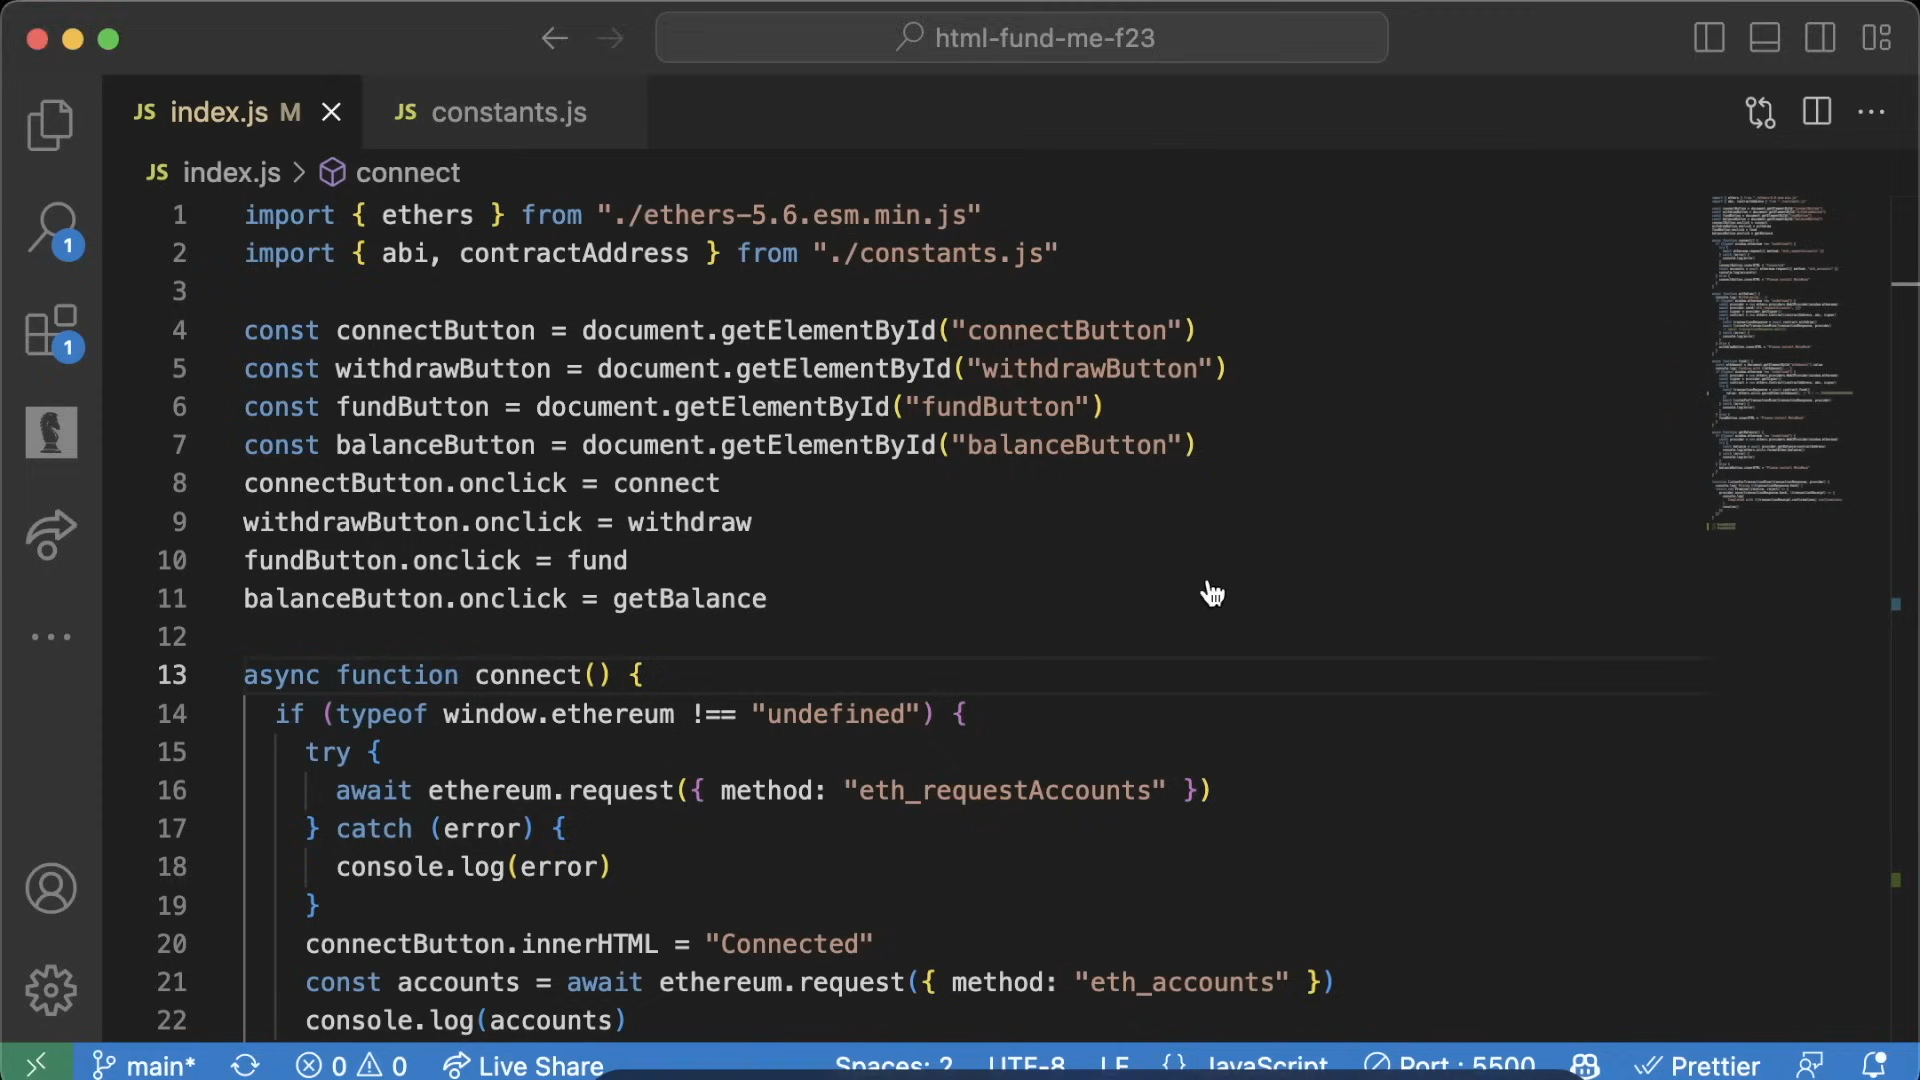 html-fund-me-f23
JS index.js M
JS constants.js
JS index.js > connect
1 import { ethers } from "./ethers-5.6.esm.min.js"
2 import { abi, contractAddress } from "./constants.js"
3
4 const connectButton = document.getElementById("connectButton")
5 const withdrawButton = document.getElementById("withdrawButton")
6 const fundButton = document.getElementById("fundButton")
7 const balanceButton = document.getElementById("balanceButton")
8 connectButton.onclick = connect
9 withdrawButton.onclick = withdraw
10 fundButton.onclick = fund
11 balanceButton.onclick = getBalance
12
13 async function connect() {
14 if (typeof window.ethereum !== "undefined") {
15 try {
16 await ethereum.request({ method: "eth_requestAccounts" })
17 } catch (error) {
18 console.log(error)
19 }
20 connectButton.innerHTML = "Connected"
21 const accounts = await ethereum.request({ method: "eth_accounts" })
22 console.log(accounts)
1
1
main* 0 0 Live Share Spaces: 2 UTF-8 LF {} JavaScript Port : 5500 Prettier